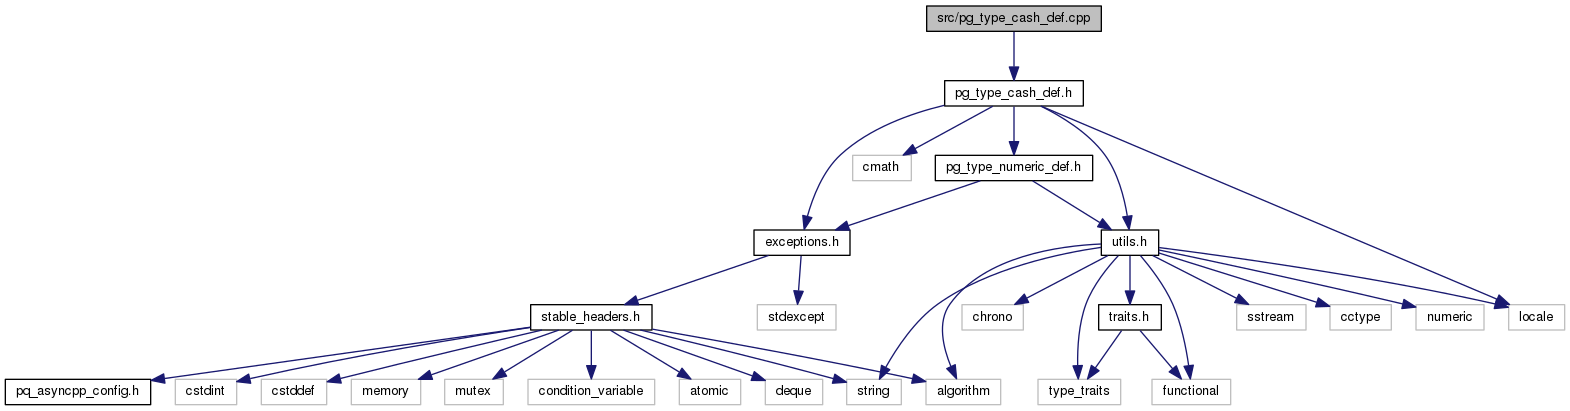 src/pg_type_cash_def.cpp
pg_type_cash_def.h
cmath
pg_type_numeric_def.h
exceptions.h
utils.h
stable_headers.h
stdexcept
chrono
traits.h
sstream
cctype
numeric
locale
pq_asyncpp_config.h
cstdint
cstddef
memory
mutex
condition_variable
atomic
deque
string
algorithm
type_traits
functional